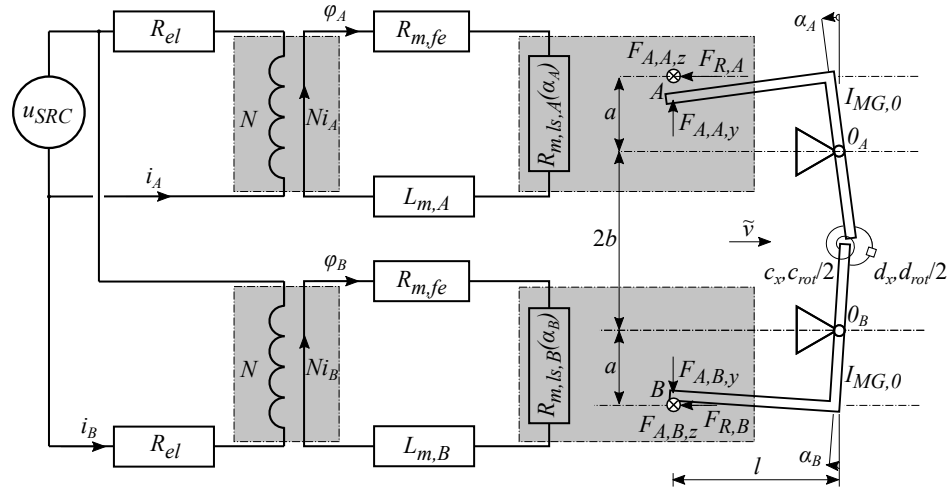 φ_A
α_A
R_el
R_m,fe
F_A,A,z
F_R,A
u_SRC
N
Ni_A
R_m,ls,A(α_A)
a
A
I_MG,0
F_A,A,y
0_A
i_A
L_m,A
2b
ṽ
φ_B
c_x,c_rot/2
d_x,d_rot/2
R_m,fe
0_B
N
Ni_B
R_m,ls,B(α_B)
a
F_A,B,y
I_MG,0
B
i_B
R_el
L_m,B
F_A,B,z
F_R,B
l
α_B